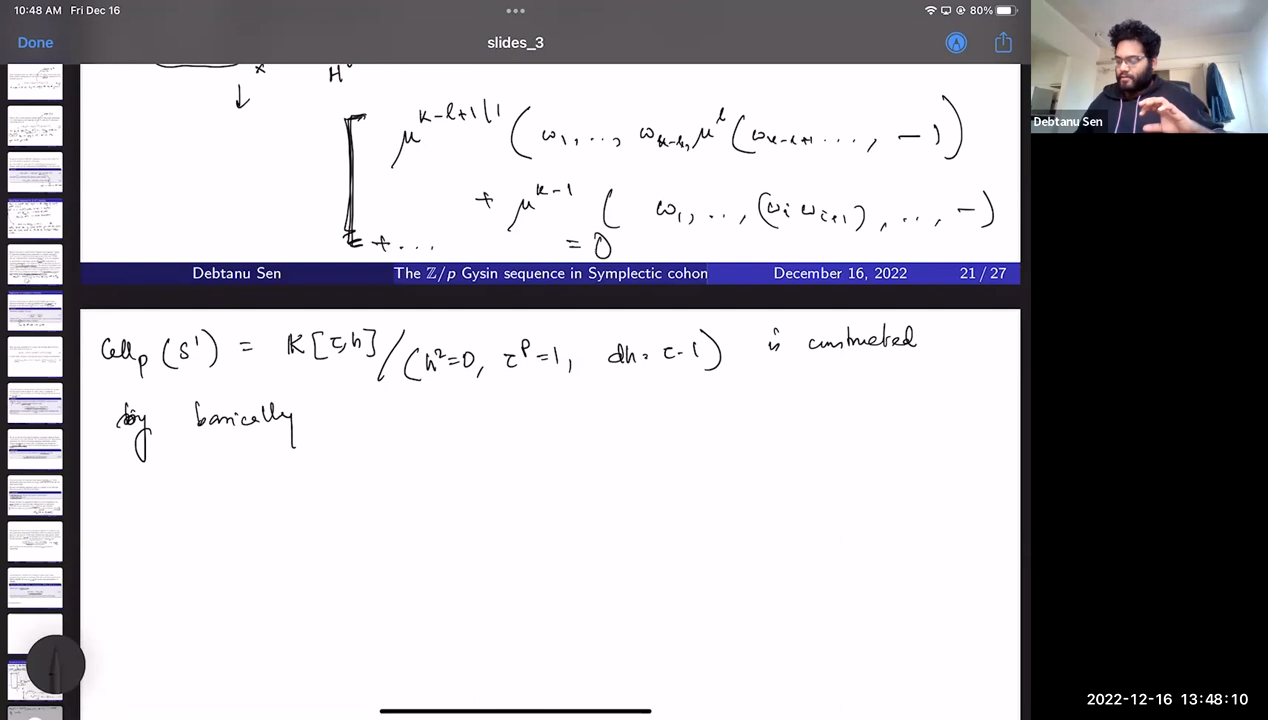 10:48 AM Fri Dec 16
80%
Done
slides_3
x
H
μ^{k-l+1|1} ( ω_1, ..., ω_{k-l}, μ^l ( ω_{k-l+1} ..., — ) )
+ μ^{k-1} ( ω_1, .., (ω_i ω_{i+1}), .., — )
+ ... = 0
Debtanu Sen The ℤ/p Gysin sequence in Symplectic cohon December 16, 2022 21 / 27
Cell_p (S^1) = K[τ,h] / (h^2=0, τ^p=1, dh = τ-1) is constructed
by basically
Debtanu Sen
2022-12-16 13:48:10